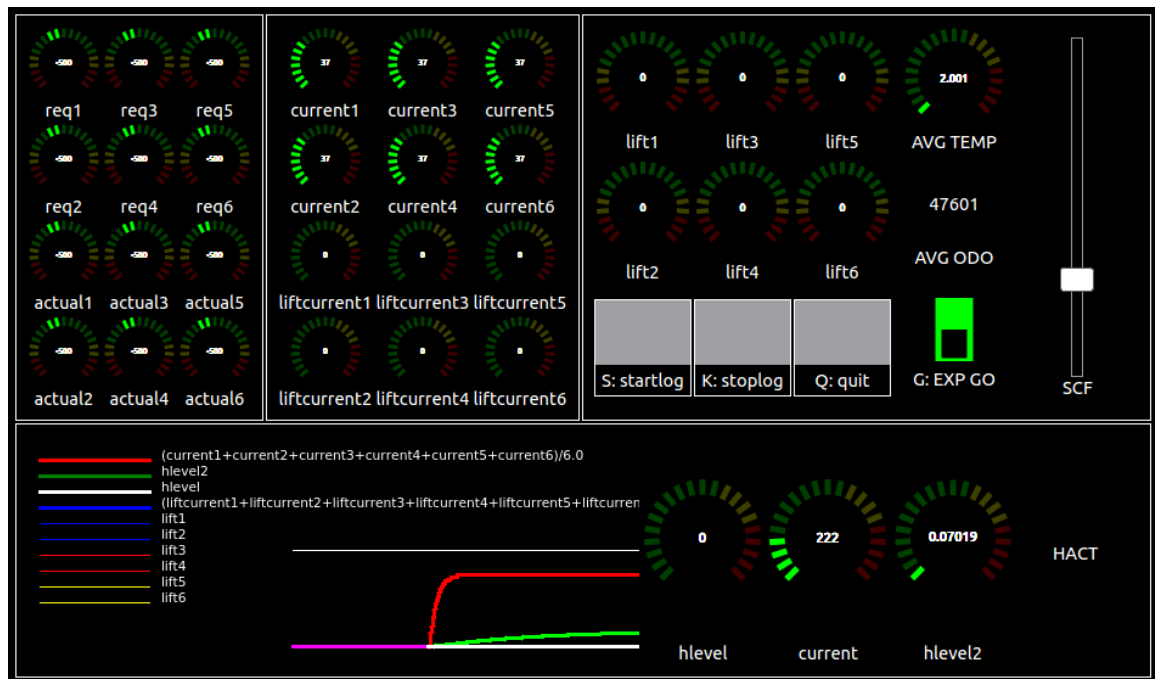 -500 -500 -500
req1 req3 req5
-500 -500 -500
req2 req4 req6
-500 -500 -500
actual1 actual3 actual5
-500 -500 -500
actual2 actual4 actual6
37 37 37
current1 current3 current5
37 37 37
current2 current4 current6
0 0 0
liftcurrent1 liftcurrent3 liftcurrent5
0 0 0
liftcurrent2 liftcurrent4 liftcurrent6
0 0 0 2.001
lift1 lift3 lift5 AVG TEMP
0 0 0 47601
lift2 lift4 lift6 AVG ODO
S: startlog K: stoplog Q: quit G: EXP GO
SCF
(current1+current2+current3+current4+current5+current6)/6.0
hlevel2
hlevel
(liftcurrent1+liftcurrent2+liftcurrent3+liftcurrent4+liftcurrent5+liftcurren
lift1
lift2
lift3
lift4
lift5
lift6
0 222 0.07019
HACT
hlevel current hlevel2